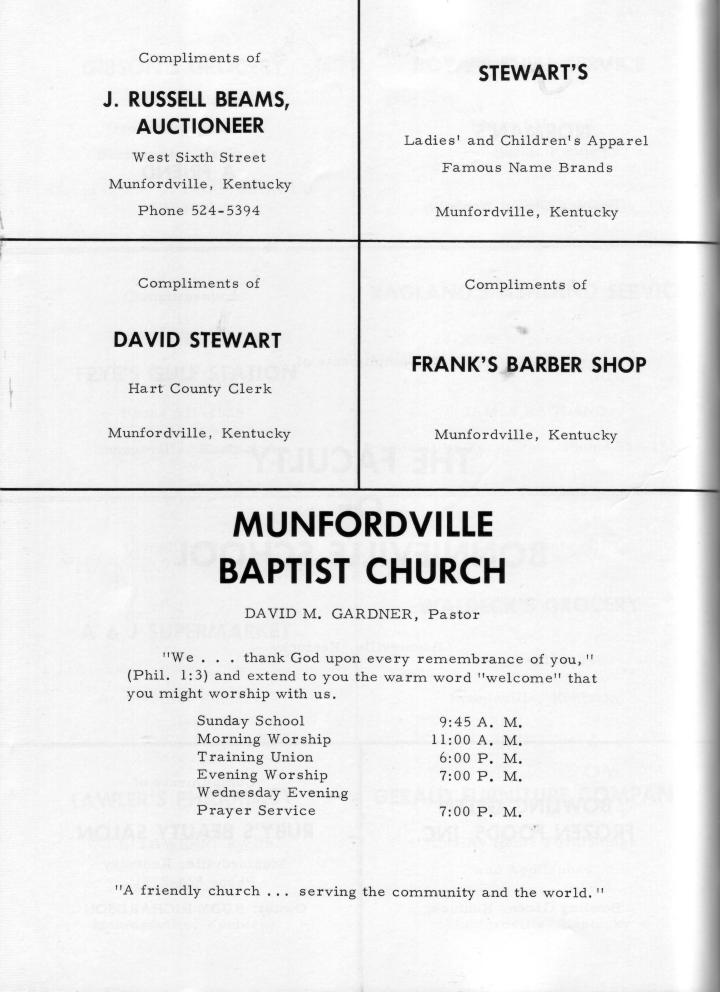 Compliments of
J. RUSSELL BEAMS,
AUCTIONEER
West Sixth Street
Munfordville, Kentucky
Phone 524-5394
STEWART'S
Ladies' and Children's Apparel
Famous Name Brands
Munfordville, Kentucky
Compliments of
DAVID STEWART
Hart County Clerk
Munfordville, Kentucky
Compliments of
FRANK'S BARBER SHOP
Munfordville, Kentucky
MUNFORDVILLE
BAPTIST CHURCH
DAVID M. GARDNER, Pastor
"We . . . thank God upon every remembrance of you,"
(Phil. 1:3) and extend to you the warm word "welcome" that
you might worship with us.
Sunday School 9:45 A. M.
Morning Worship 11:00 A. M.
Training Union 6:00 P. M.
Evening Worship 7:00 P. M.
Wednesday Evening
Prayer Service 7:00 P. M.
"A friendly church ... serving the community and the world."